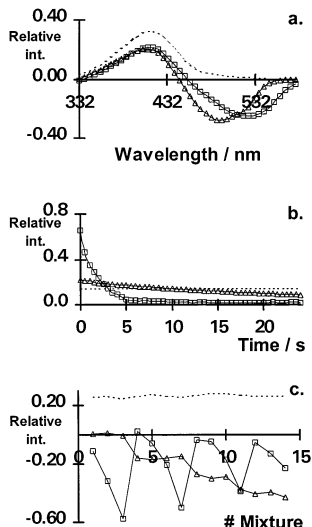 0.40
a.
Relative
int.
0.00
332 432 532
-0.40
Wavelength / nm
0.8
b.
Relative
int.
0.4
0.0
0 5 10 15 20
Time / s
c.
0.20
Relative
int.
-0.20
0 5 10 15
-0.60
# Mixture